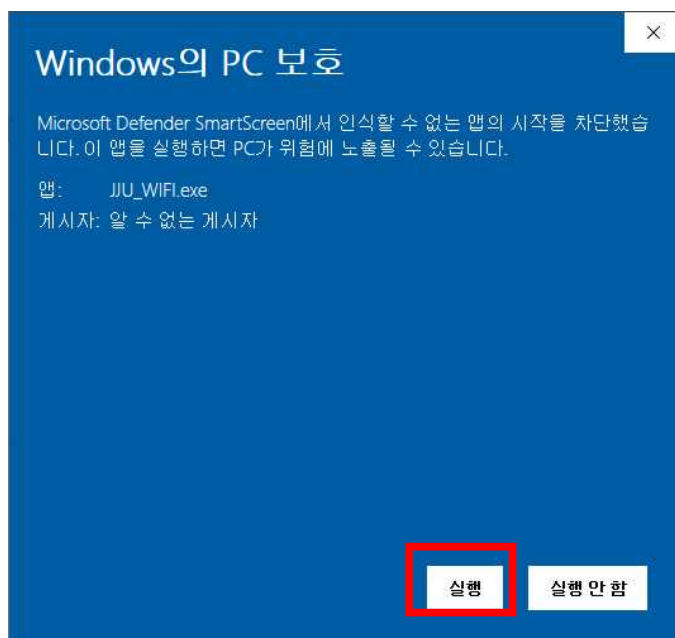 Windows의 PC 보호
Microsoft Defender SmartScreen에서 인식할 수 없는 앱의 시작을 차단했습
니다. 이 앱을 실행하면 PC가 위험에 노출될 수 있습니다.
앱: JJU_WIFI.exe
게시자: 알 수 없는 게시자
실행 실행 안 함